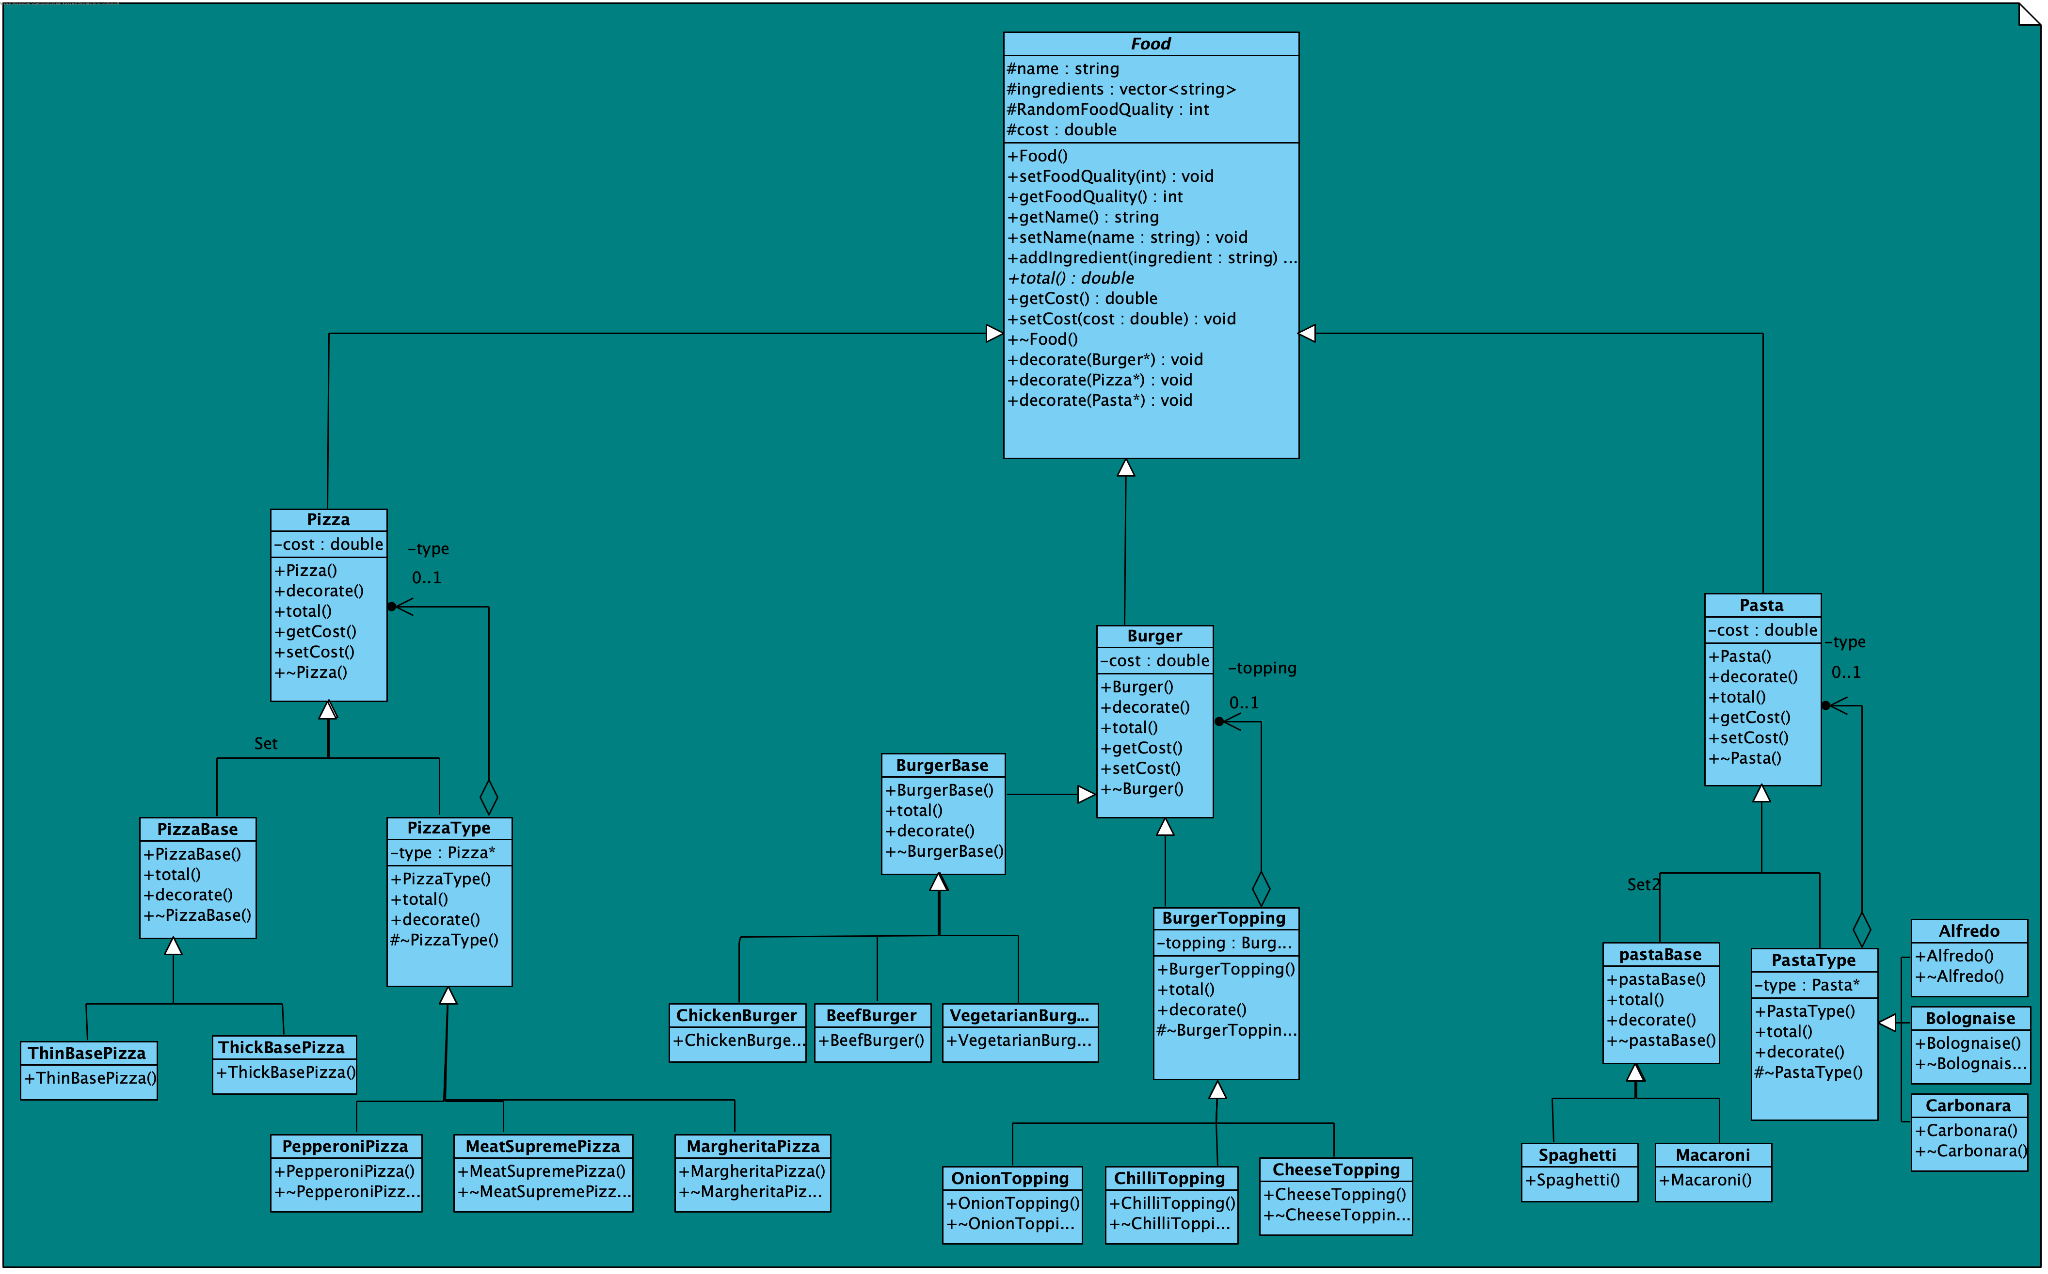 Food
#name : string
#ingredients : vector<string>
#RandomFoodQuality : int
#cost : double
+Food()
+setFoodQuality(int) : void
+getFoodQuality() : int
+getName() : string
+setName(name : string) : void
+addIngredient(ingredient : string) ...
+total() : double
+getCost() : double
+setCost(cost : double) : void
+~Food()
+decorate(Burger*) : void
+decorate(Pizza*) : void
+decorate(Pasta*) : void
Pizza
-cost : double
+Pizza()
+decorate()
+total()
+getCost()
+setCost()
+~Pizza()
-type
0..1
Set
PizzaBase
+PizzaBase()
+total()
+decorate()
+~PizzaBase()
PizzaType
-type : Pizza*
+PizzaType()
+total()
+decorate()
#~PizzaType()
ThinBasePizza
+ThinBasePizza()
ThickBasePizza
+ThickBasePizza()
PepperoniPizza
+PepperoniPizza()
+~PepperoniPizz...
MeatSupremePizza
+MeatSupremePizza()
+~MeatSupremePizz...
MargheritaPizza
+MargheritaPizza()
+~MargheritaPiz...
Burger
-cost : double
+Burger()
+decorate()
+total()
+getCost()
+setCost()
+~Burger()
-topping
0..1
BurgerBase
+BurgerBase()
+total()
+decorate()
+~BurgerBase()
BurgerTopping
-topping : Burg...
+BurgerTopping()
+total()
+decorate()
#~BurgerToppin...
ChickenBurger
+ChickenBurge...
BeefBurger
+BeefBurger()
VegetarianBurg...
+VegetarianBurg...
OnionTopping
+OnionTopping()
+~OnionToppi...
ChilliTopping
+ChilliTopping()
+~ChilliToppi...
CheeseTopping
+CheeseTopping()
+~CheeseToppin...
Pasta
-cost : double
+Pasta()
+decorate()
+total()
+getCost()
+setCost()
+~Pasta()
-type
0..1
Set2
pastaBase
+pastaBase()
+total()
+decorate()
+~pastaBase()
PastaType
-type : Pasta*
+PastaType()
+total()
+decorate()
#~PastaType()
Alfredo
+Alfredo()
+~Alfredo()
Bolognaise
+Bolognaise()
+~Bolognais...
Carbonara
+Carbonara()
+~Carbonara()
Spaghetti
+Spaghetti()
Macaroni
+Macaroni()